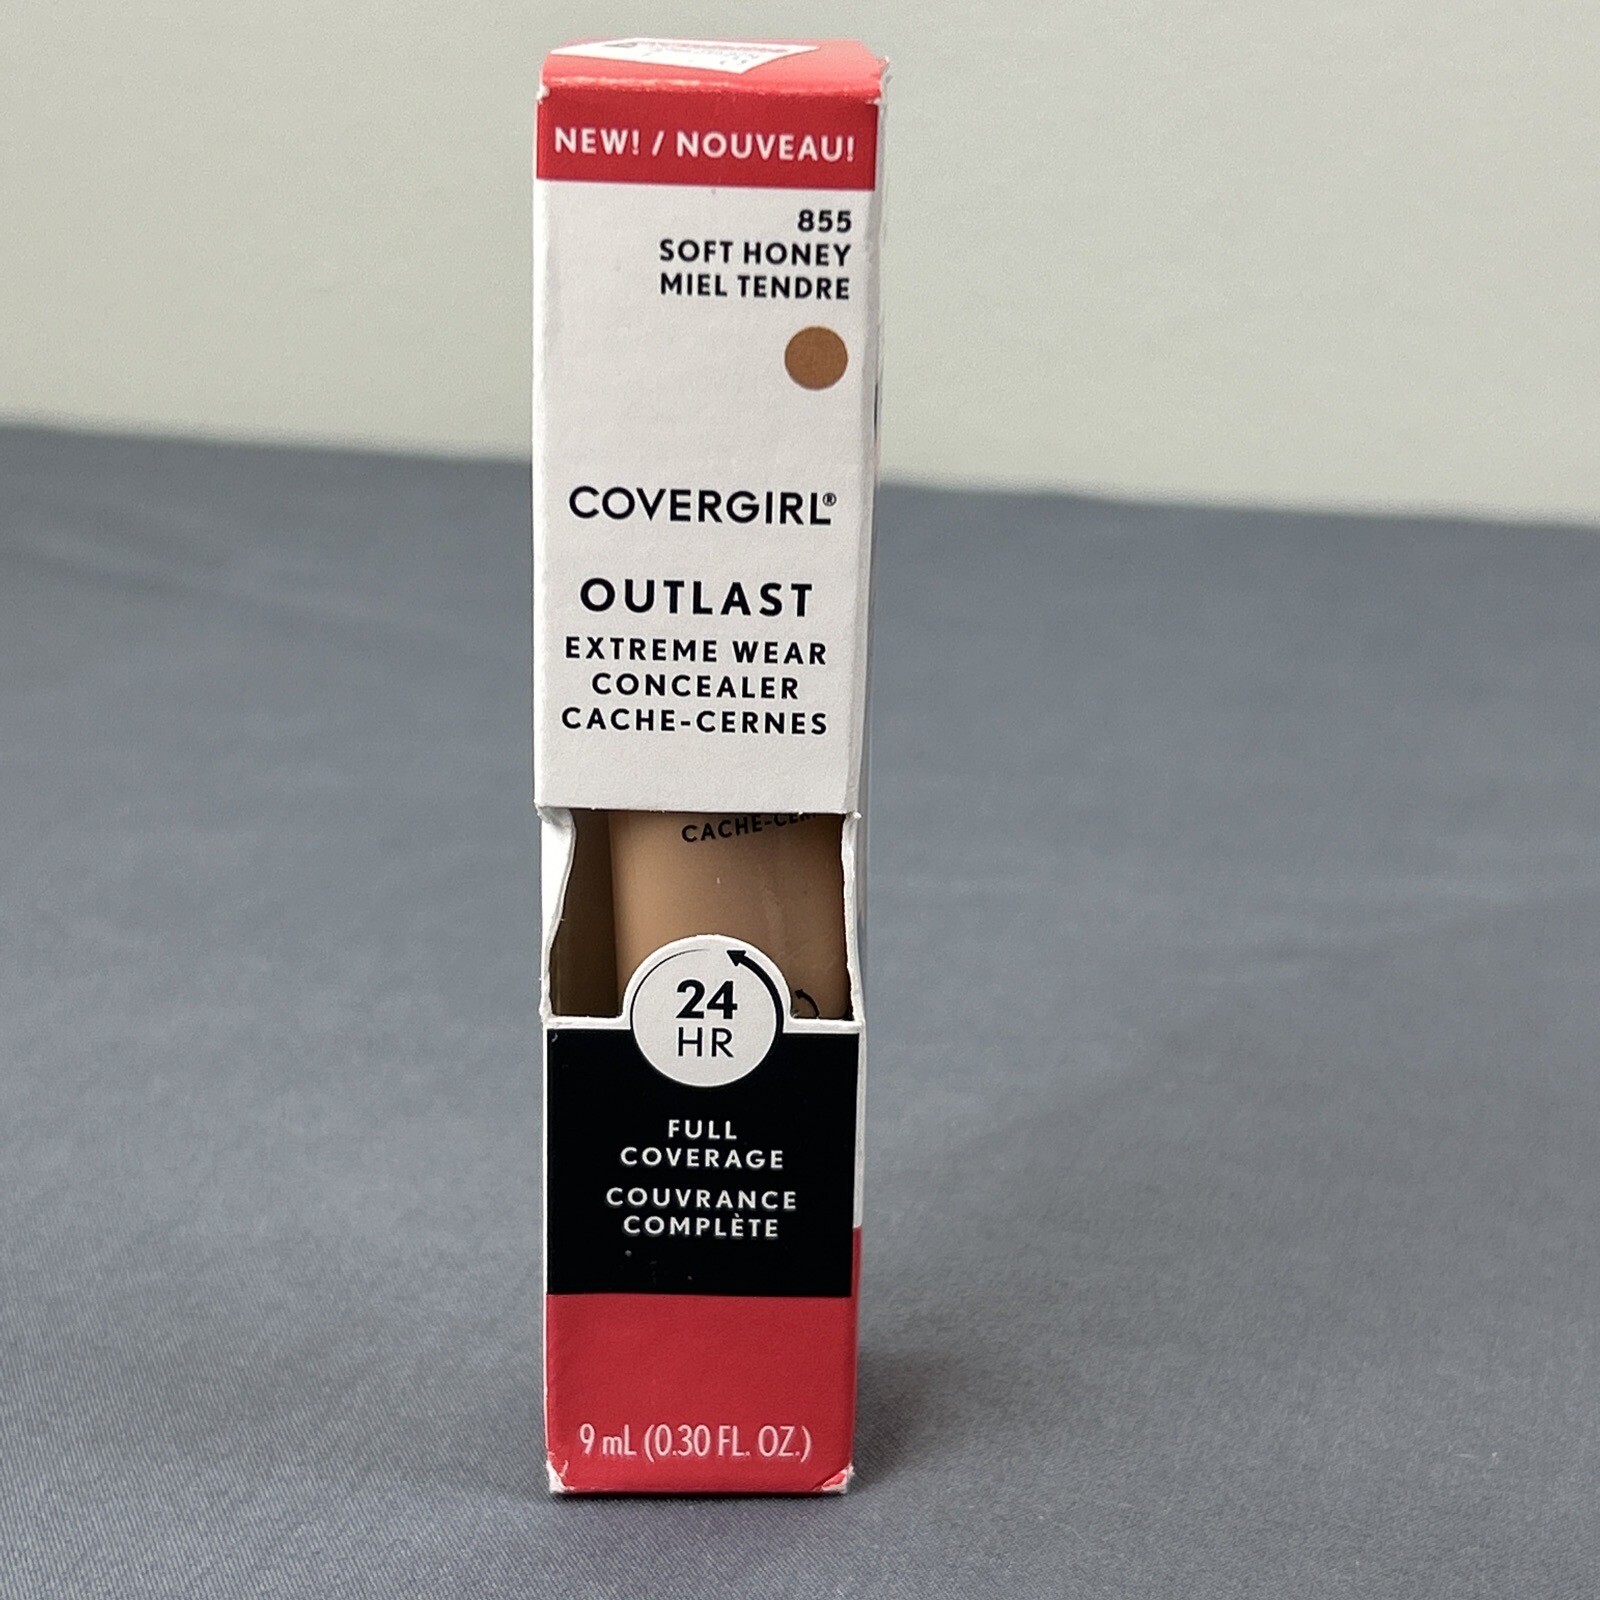 NEW! / NOUVEAU!
855
SOFT HONEY
MIEL TENDRE
COVERGIRL®
OUTLAST
EXTREME WEAR
CONCEALER
CACHE-CERNES
24
HR
FULL
COVERAGE
COUVRANCE
COMPLÈTE
9 mL (0.30 FL. OZ.)